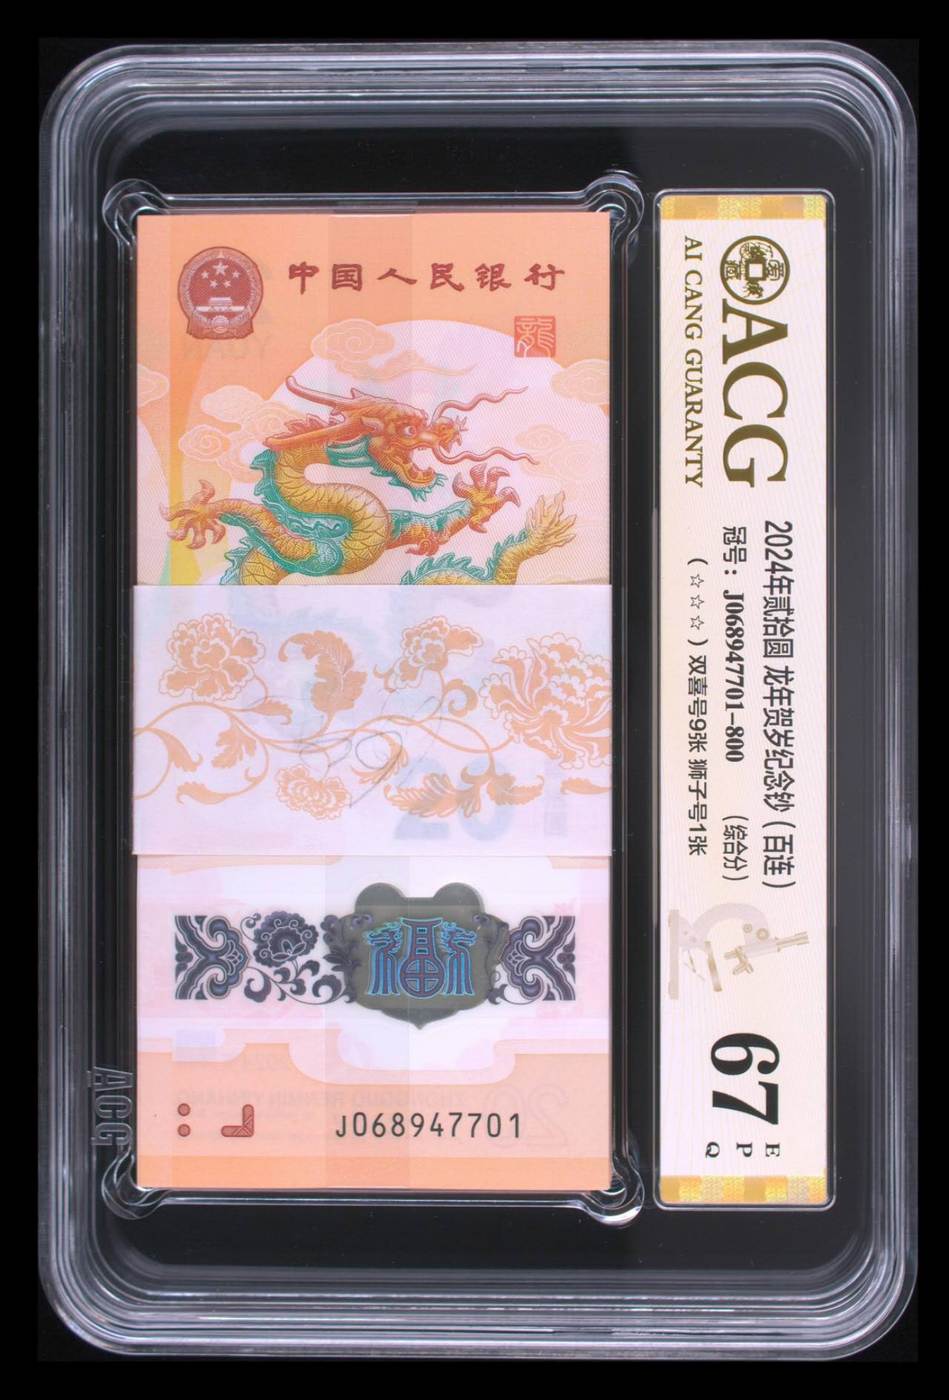 中国人民银行
龍
J068947701
ACG
ACG
AI CANG GUARANTY
2024年贰拾圆 龙年贺岁纪念钞（百连）
冠号：J068947701-800 （综合分）
（☆☆☆）双喜号9张 狮子号1张
67
E
P
Q